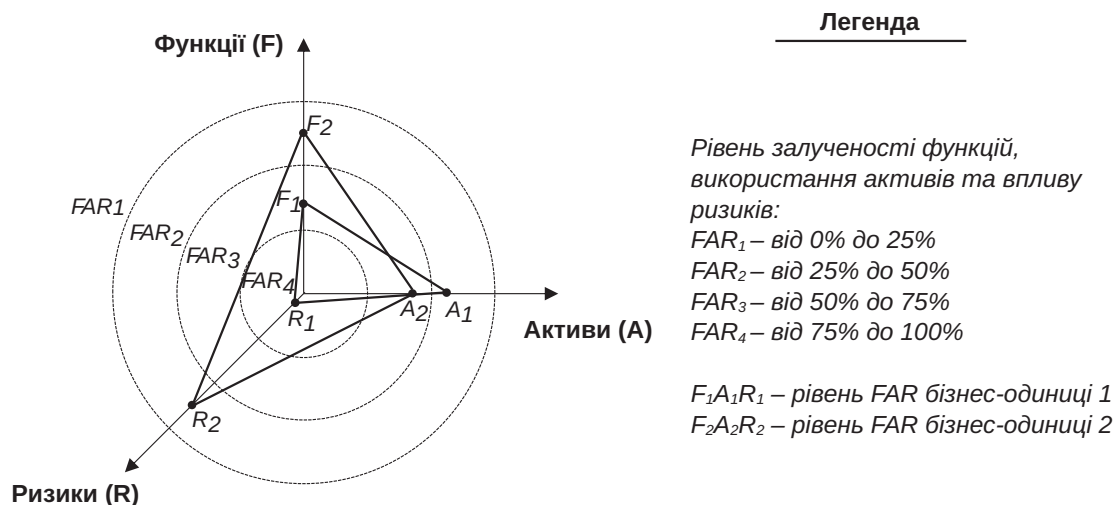 Функції (F)
Легенда
F2
FAR1
F1
FAR2
FAR3
FAR4
R1
A2
A1
Активи (A)
R2
Ризики (R)
Рівень залученості функцій,
використання активів та впливу
ризиків:
FAR₁ – від 0% до 25%
FAR₂ – від 25% до 50%
FAR₃ – від 50% до 75%
FAR₄ – від 75% до 100%
F₁A₁R₁ – рівень FAR бізнес-одиниці 1
F₂A₂R₂ – рівень FAR бізнес-одиниці 2